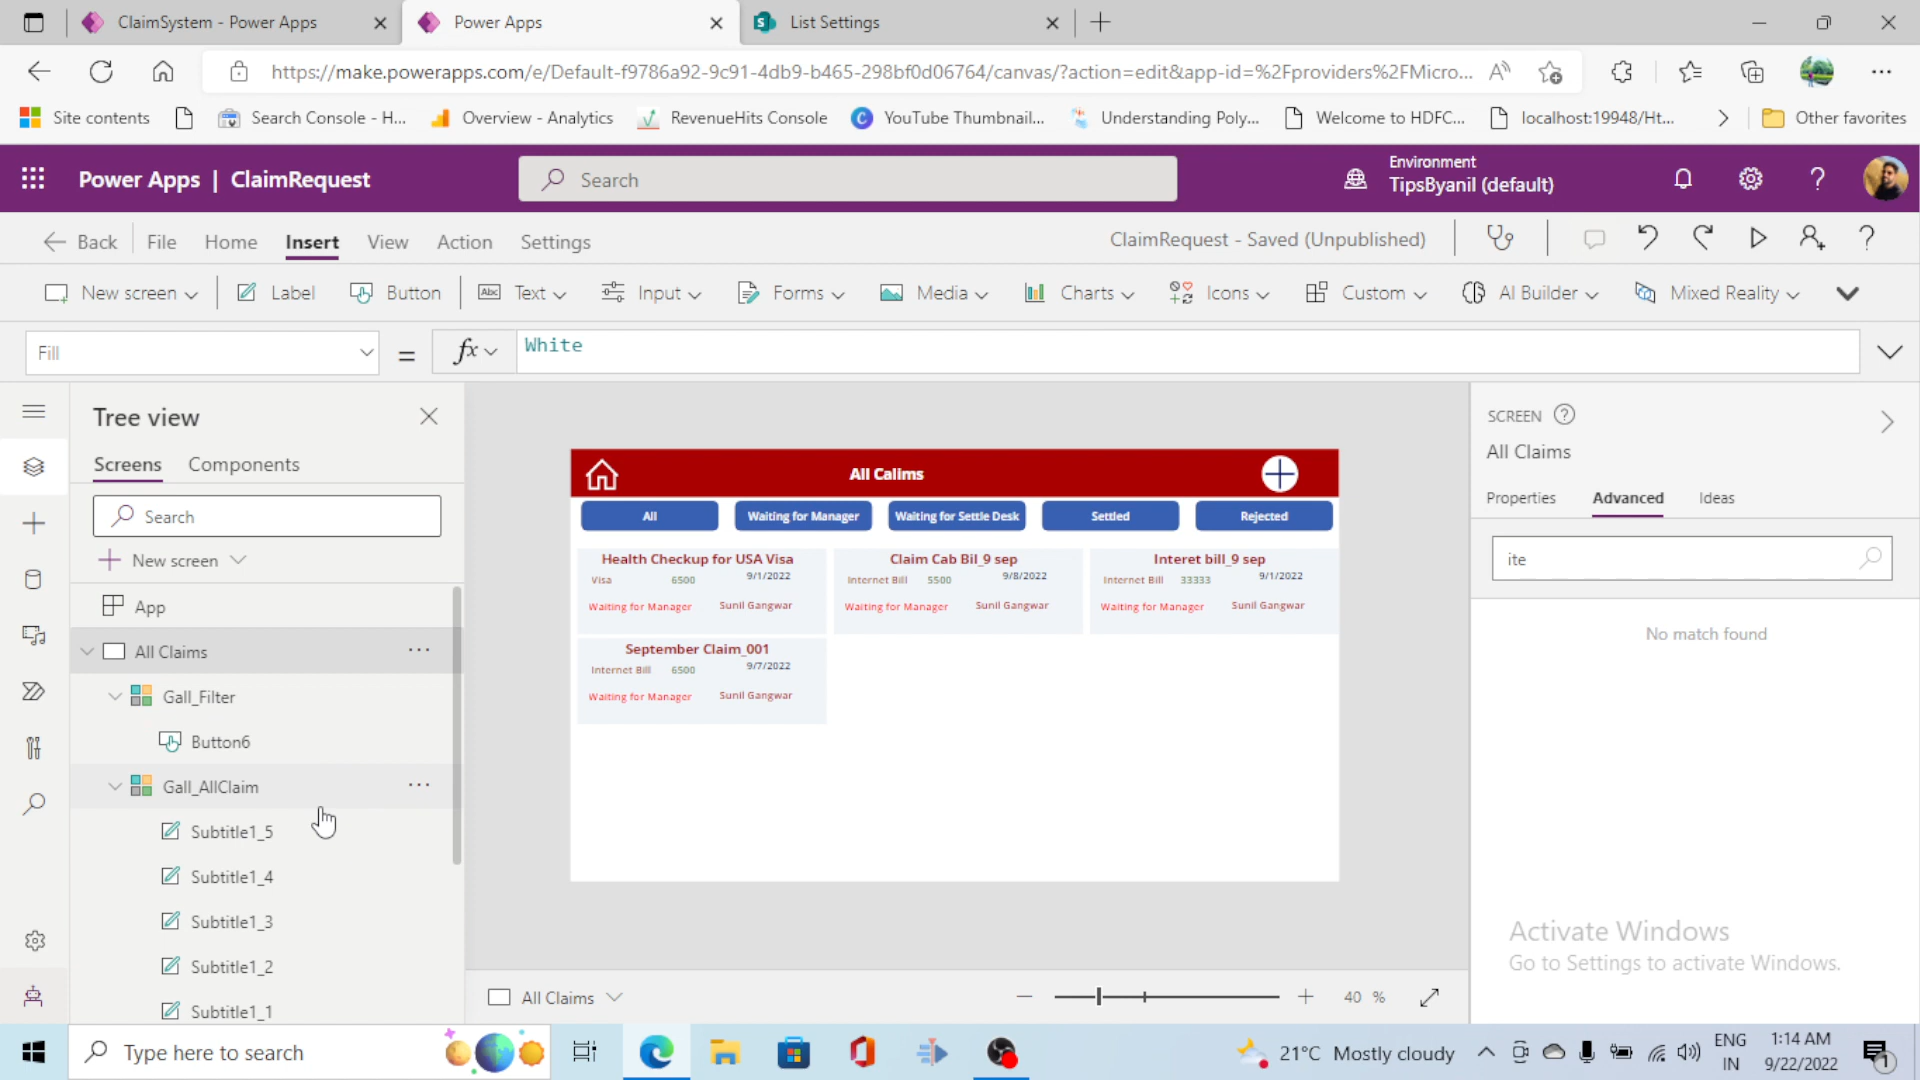 ClaimSystem - Power Apps
Power Apps
List Settings
https://make.powerapps.com/e/Default-f9786a92-9c91-4db9-b465-298bf0d06764/canvas/?action=edit&app-id=%2Fproviders%2FMicro...
Site contents
Search Console - H...
Overview - Analytics
RevenueHits Console
YouTube Thumbnail...
Understanding Poly...
Welcome to HDFC...
localhost:19948/Ht...
Other favorites
Power Apps | ClaimRequest
Search
Environment
TipsByanil (default)
Back
File
Home
Insert
View
Action
Settings
ClaimRequest - Saved (Unpublished)
New screen
Label
Button
Text
Input
Forms
Media
Charts
Icons
Custom
AI Builder
Mixed Reality
Fill
=
fx
White
Tree view
Screens
Components
Search
New screen
App
All Claims
Gall_Filter
Button6
Gall_AllClaim
Subtitle1_5
Subtitle1_4
Subtitle1_3
Subtitle1_2
Subtitle1_1
All Calims
All
Waiting for Manager
Waiting for Settle Desk
Settled
Rejected
Health Checkup for USA Visa
Visa 6500 9/1/2022
Waiting for Manager Sunil Gangwar
Claim Cab Bil_9 sep
Internet Bill 5500 9/8/2022
Waiting for Manager Sunil Gangwar
Interet bill_9 sep
Internet Bill 33333 9/1/2022
Waiting for Manager Sunil Gangwar
September Claim_001
Internet Bill 6500 9/7/2022
Waiting for Manager Sunil Gangwar
SCREEN
All Claims
Properties
Advanced
Ideas
ite
No match found
Activate Windows
Go to Settings to activate Windows.
All Claims
40 %
Type here to search
21°C Mostly cloudy
ENG
IN
1:14 AM
9/22/2022
1